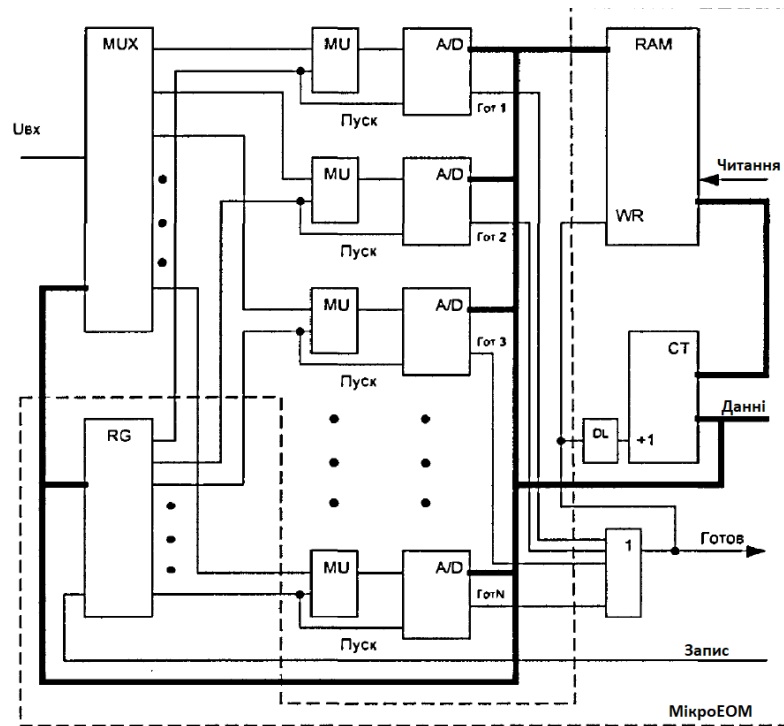 MUX
MU
A/D
RAM
Гот 1
Пуск
Uвх
Читання
MU
A/D
WR
Гот 2
Пуск
MU
A/D
CT
Гот 3
Пуск
Данні
RG
DL
+1
1
Готов
MU
A/D
ГотN
Пуск
Запис
МікроЕОМ